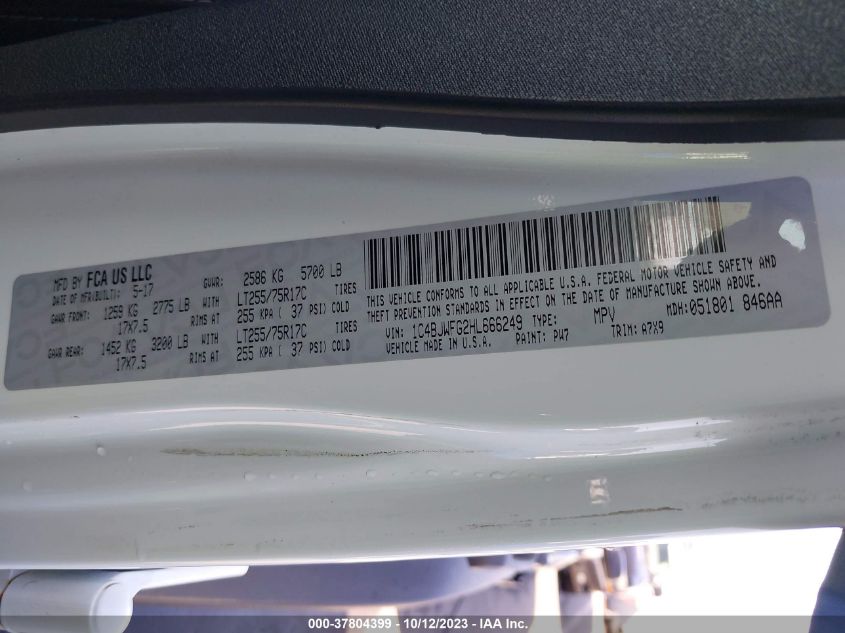 MFD BY FCA US LLC
DATE OF MFR(BUILT): 5-17 GVWR: 2586 KG 5700 LB
GAWR FRONT: 1259 KG 2775 LB WITH LT255/75R17C TIRES
17X7.5 RIMS AT 255 KPA ( 37 PSI) COLD
GAWR REAR: 1452 KG 3200 LB WITH LT255/75R17C TIRES
17X7.5 RIMS AT 255 KPA ( 37 PSI) COLD
THIS VEHICLE CONFORMS TO ALL APPLICABLE U.S.A. FEDERAL MOTOR VEHICLE SAFETY AND
THEFT PREVENTION STANDARDS IN EFFECT ON THE DATE OF MANUFACTURE SHOWN ABOVE.
VIN: 1C4BJWFG2HL666249 TYPE: MPV MDH:051801 846AA
VEHICLE MADE IN U.S.A. PAINT: PW7 TRIM: A7X9
000-37804399 - 10/12/2023 - IAA Inc.